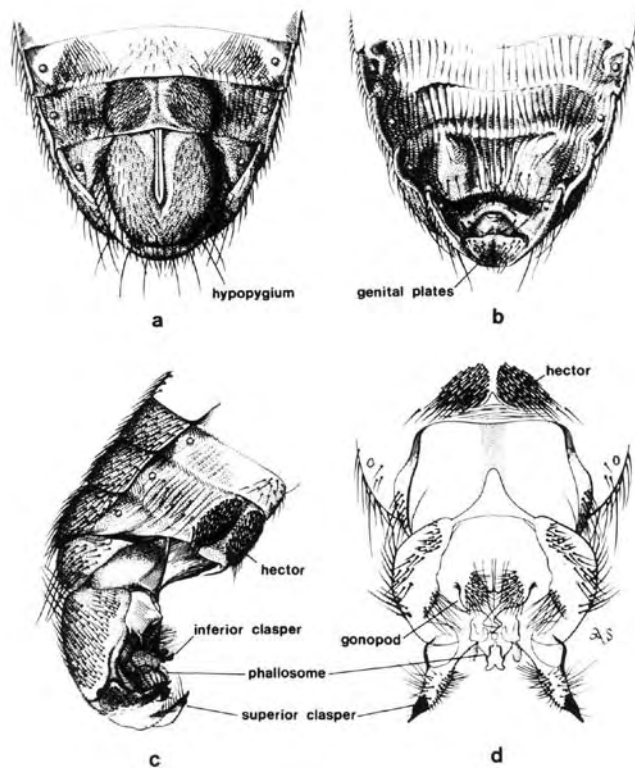 hypopygium
a
genital plates
b
hector
hector
inferior clasper
gonopod
phallosome
superior clasper
c
d